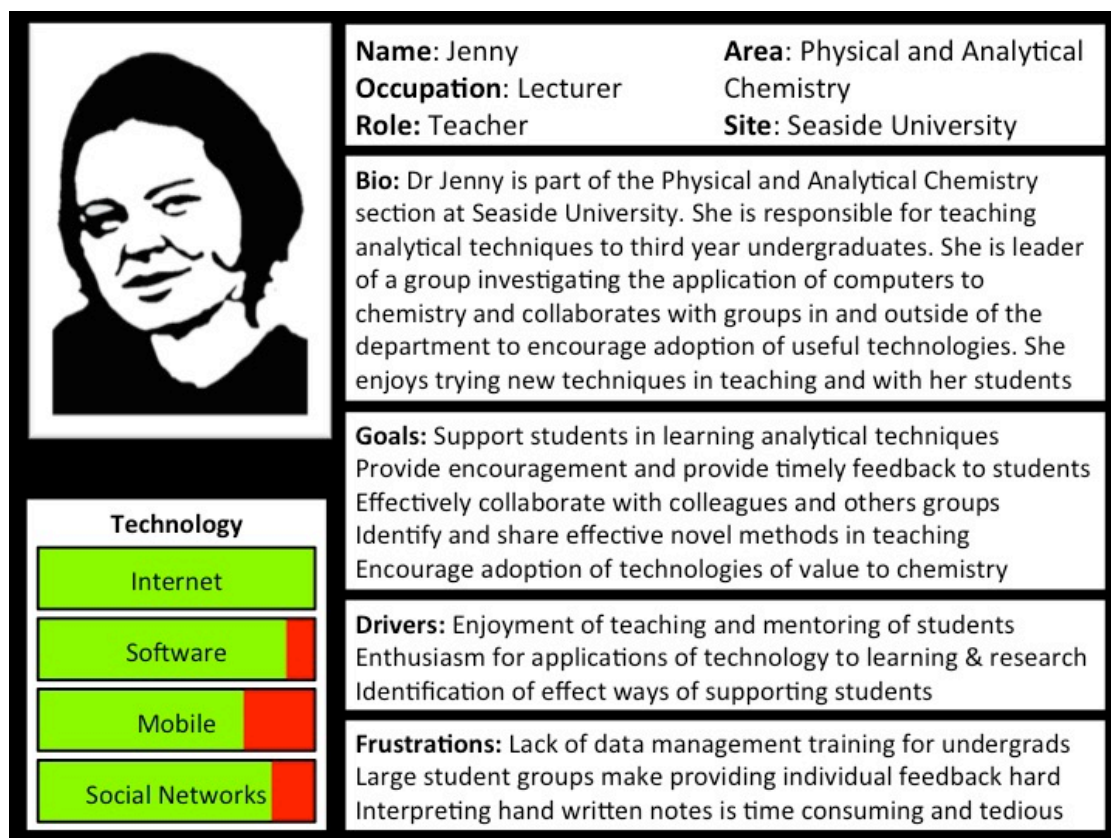 Name: Jenny
Occupation: Lecturer
Role: Teacher
Area: Physical and Analytical
Chemistry
Site: Seaside University
Bio: Dr Jenny is part of the Physical and Analytical Chemistry
section at Seaside University. She is responsible for teaching
analytical techniques to third year undergraduates. She is leader
of a group investigating the application of computers to
chemistry and collaborates with groups in and outside of the
department to encourage adoption of useful technologies. She
enjoys trying new techniques in teaching and with her students
Goals: Support students in learning analytical techniques
Provide encouragement and provide timely feedback to students
Effectively collaborate with colleagues and others groups
Identify and share effective novel methods in teaching
Encourage adoption of technologies of value to chemistry
Drivers: Enjoyment of teaching and mentoring of students
Enthusiasm for applications of technology to learning & research
Identification of effect ways of supporting students
Frustrations: Lack of data management training for undergrads
Large student groups make providing individual feedback hard
Interpreting hand written notes is time consuming and tedious
Technology
Internet
Software
Mobile
Social Networks